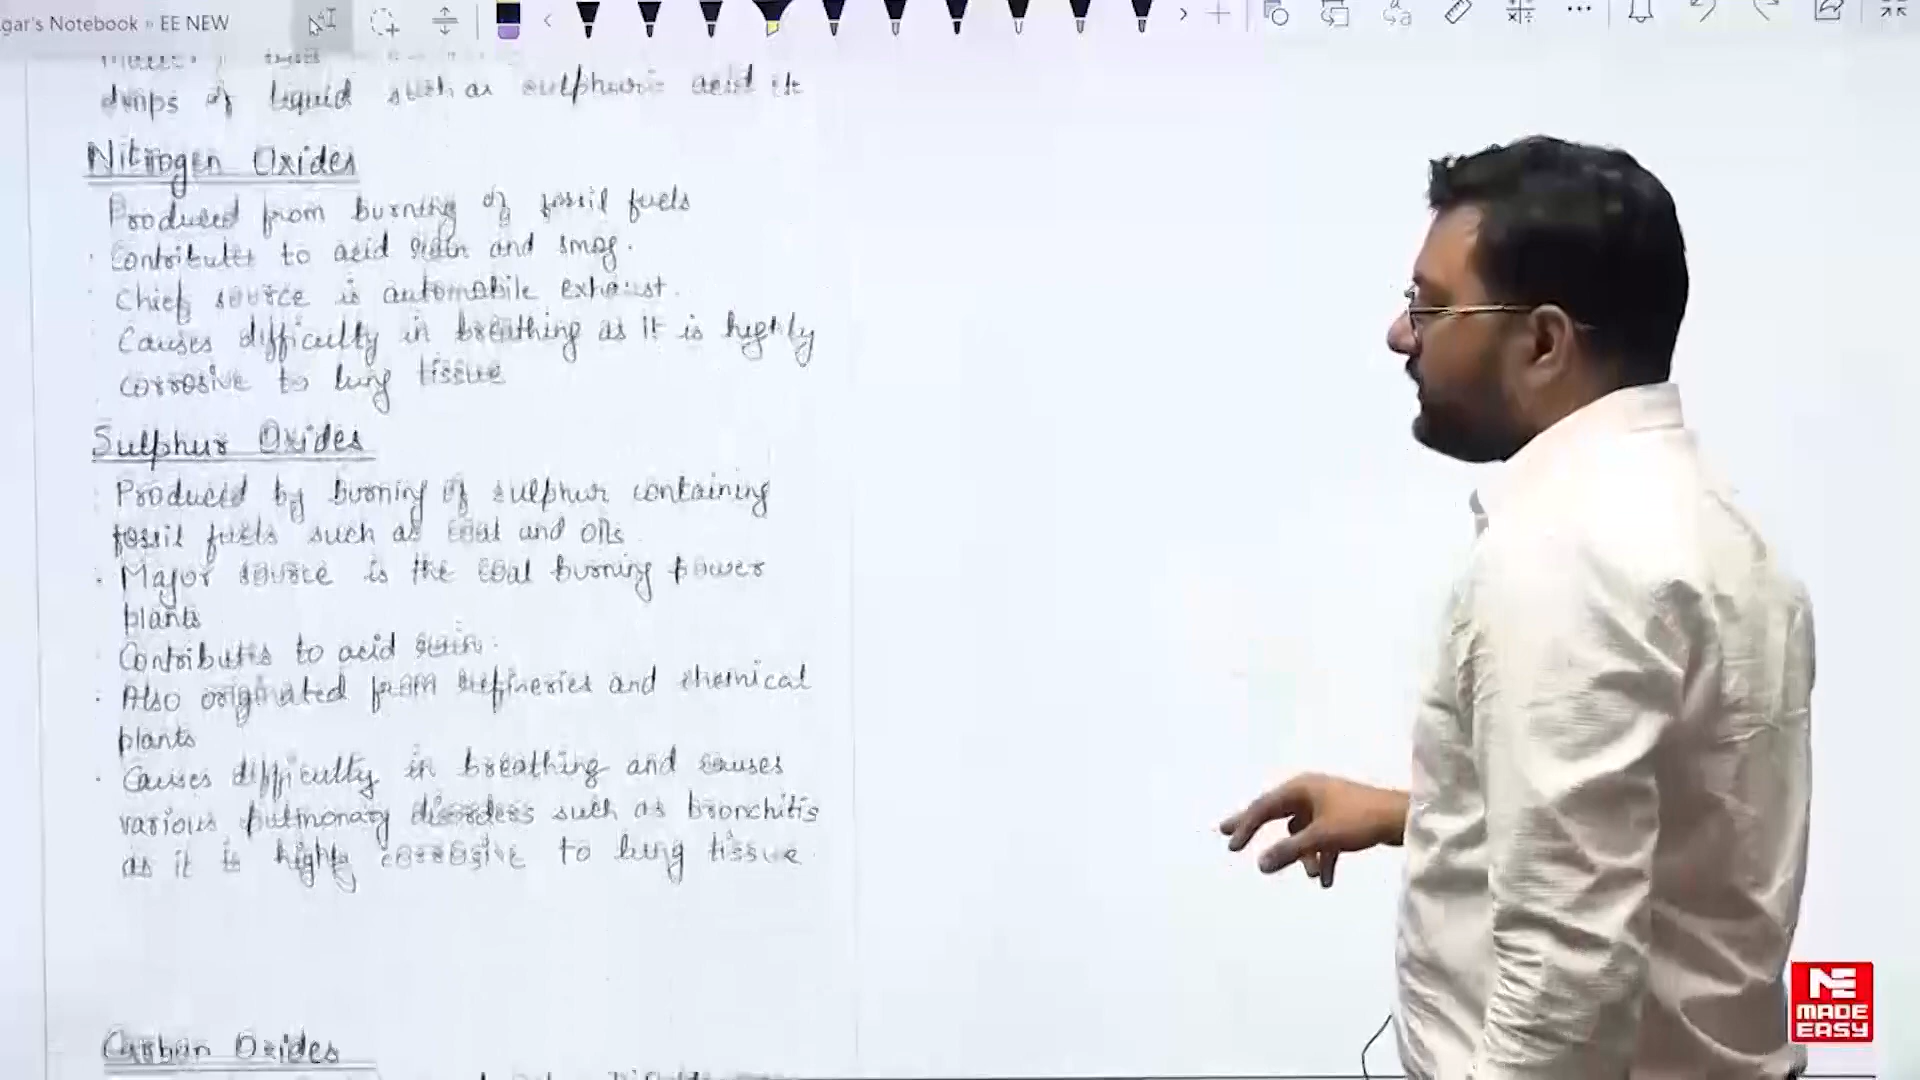 gar's Notebook » EE NEW
drops of liquid such as sulphuric acid
Nitrogen Oxides
Produced from burning of fossil fuels
· Contributes to acid rain and smog.
· Chief source is automobile exhaust.
Causes difficulty in breathing as it is highly
corrosive to lung tissue
Sulphur Oxides
· Produced by burning of sulphur containing
fossil fuels such as coal and oils
· Major source is the coal burning power
plants
· Contributes to acid rain.
· Also originated from refineries and chemical
plants
· Causes difficulty in breathing and causes
various pulmonary disorders such as bronchitis
as it is highly corrosive to lung tissue.
Carbon Oxides
ME
MADE
EASY